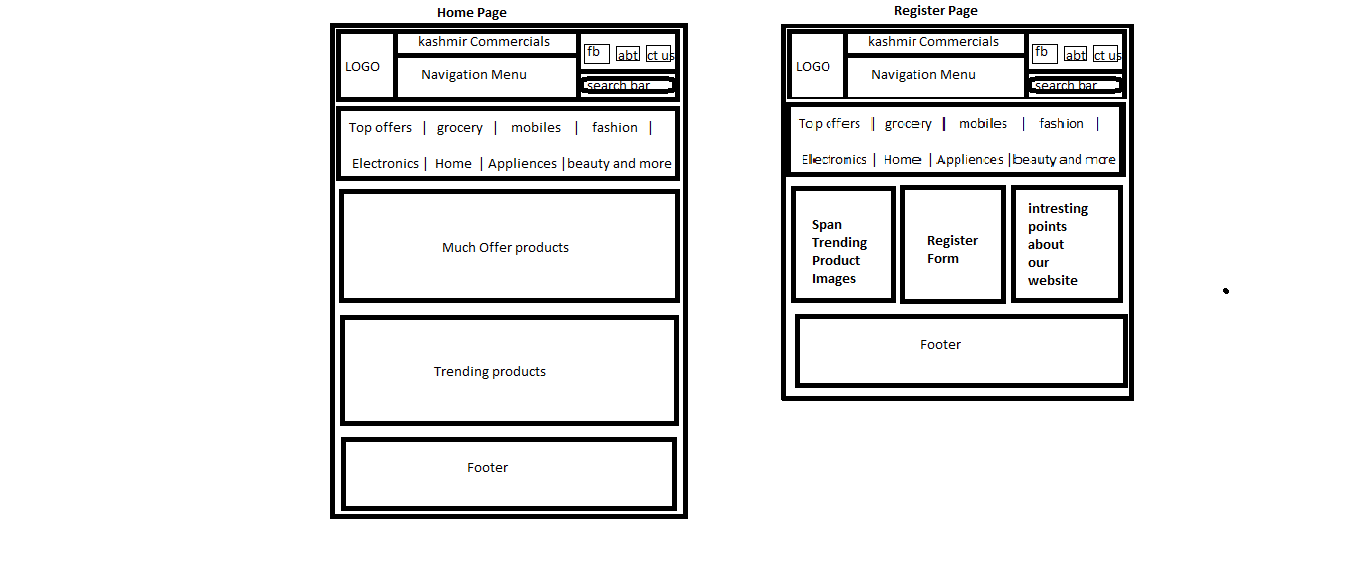 Home Page
kashmir Commercials
LOGO
Navigation Menu
fb
abt
ct us
search bar
Top offers | grocery | mobiles | fashion |
Electronics | Home | Appliences | beauty and more
Much Offer products
Trending products
Footer
Register Page
kashmir Commercials
LOGO
Navigation Menu
fb
abt
ct us
search bar
Top offers | grocery | mobiles | fashion |
Electronics | Home | Appliences | beauty and more
Span
Trending
Product
Images
Register
Form
intresting
points
about
our
website
Footer